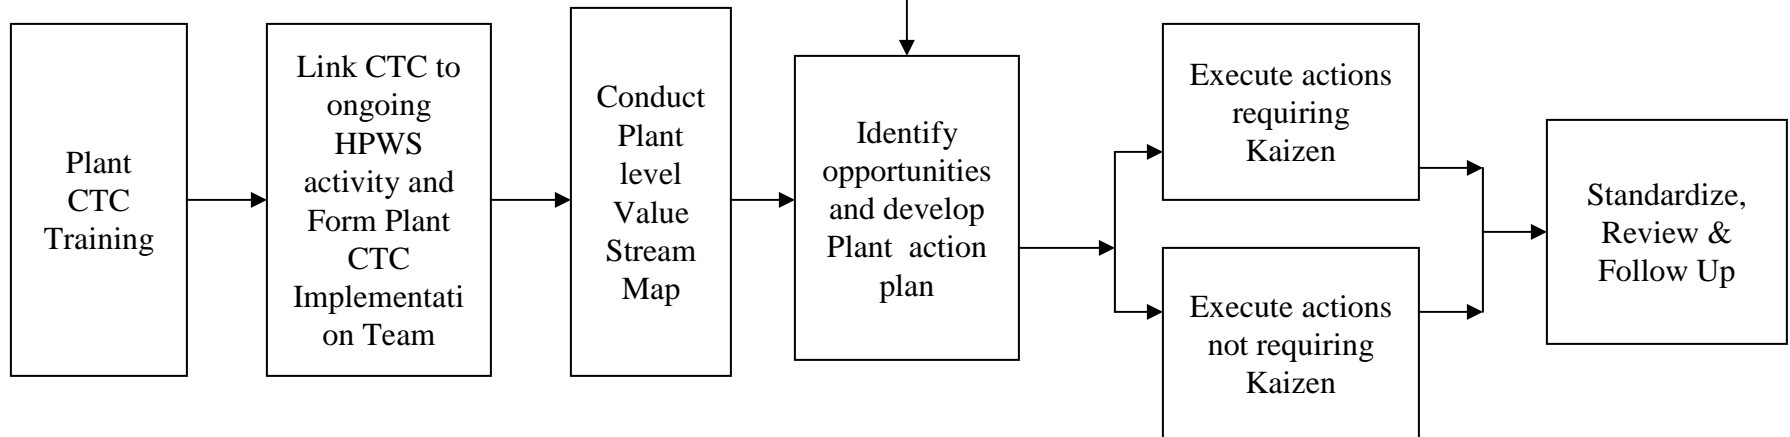 Plant
CTC
Training
Link CTC to
ongoing
HPWS
activity and
Form Plant
CTC
Implementati
on Team
Conduct
Plant
level
Value
Stream
Map
Identify
opportunities
and develop
Plant action
plan
Execute actions
requiring
Kaizen
Execute actions
not requiring
Kaizen
Standardize,
Review &
Follow Up